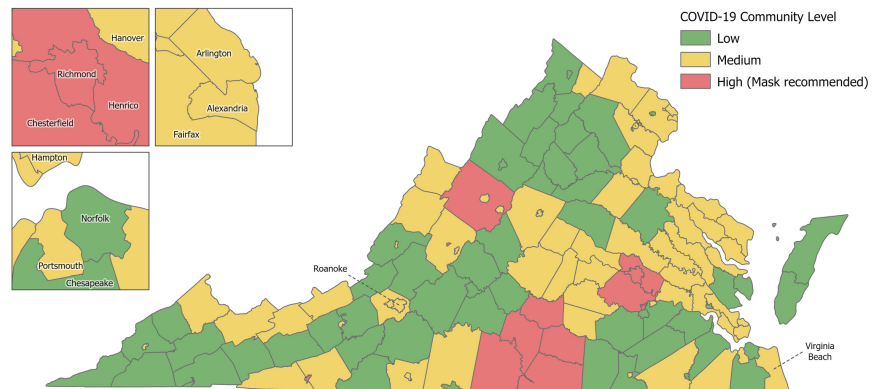 COVID-19 Community Level
Low
Medium
High (Mask recommended)
Hanover
Richmond
Henrico
Chesterfield
Arlington
Alexandria
Fairfax
Hampton
Norfolk
Portsmouth
Chesapeake
Roanoke
Virginia
Beach